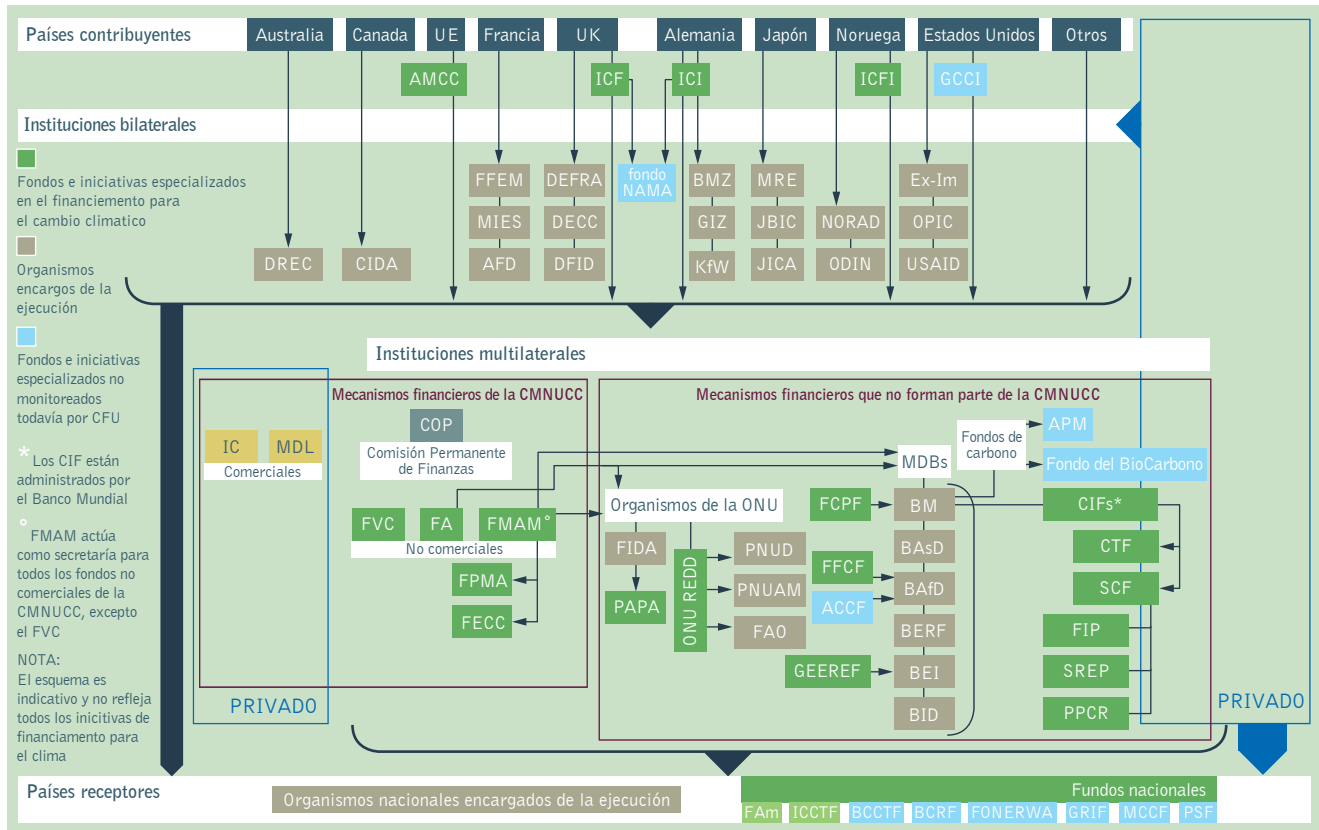 Países contribuyentes
Australia
Canada
UE
Francia
UK
Alemania
Japón
Noruega
Estados Unidos
Otros
AMCC
ICF
ICI
ICFI
GCCI
Instituciones bilaterales
Fondos e iniciativas especializados
en el financiemento para
el cambio climatico
Organismos
encargos de la
ejecución
Fondos e iniciativas
especializados no
monitoreados
todavía por CFU
* Los CIF están
administrados por
el Banco Mundial
° FMAM actúa
como secretaría para
todos los fondos no
comerciales de la
CMNUCC, excepto
el FVC
NOTA:
El esquema es
indicativo y no refleja
todos los inicitivas de
financiamento para
el clima
DREC
CIDA
FFEM
MIES
AFD
DEFRA
DECC
DFID
fondo
NAMA
BMZ
GIZ
KfW
MRE
JBIC
JICA
NORAD
ODIN
Ex-Im
OPIC
USAID
Instituciones multilaterales
Mecanismos financieros de la CMNUCC
IC
MDL
Comerciales
COP
Comisión Permanente
de Finanzas
FVC
FA
FMAM°
No comerciales
FPMA
FECC
PRIVADO
Mecanismos financieros que no forman parte de la CMNUCC
Organismos de la ONU
FIDA
PAPA
ONU REDD
PNUD
PNUAM
FAO
FCPF
FFCF
ACCF
GEEREF
MDBs
BM
BAsD
BAfD
BERF
BEI
BID
Fondos de
carbono
APM
Fondo del BioCarbono
CIFs*
CTF
SCF
FIP
SREP
PPCR
PRIVADO
Países receptores
Organismos nacionales encargados de la ejecución
Fundos nacionales
FAm
ICCTF
BCCTF
BCRF
FONERWA
GRIF
MCCF
PSF